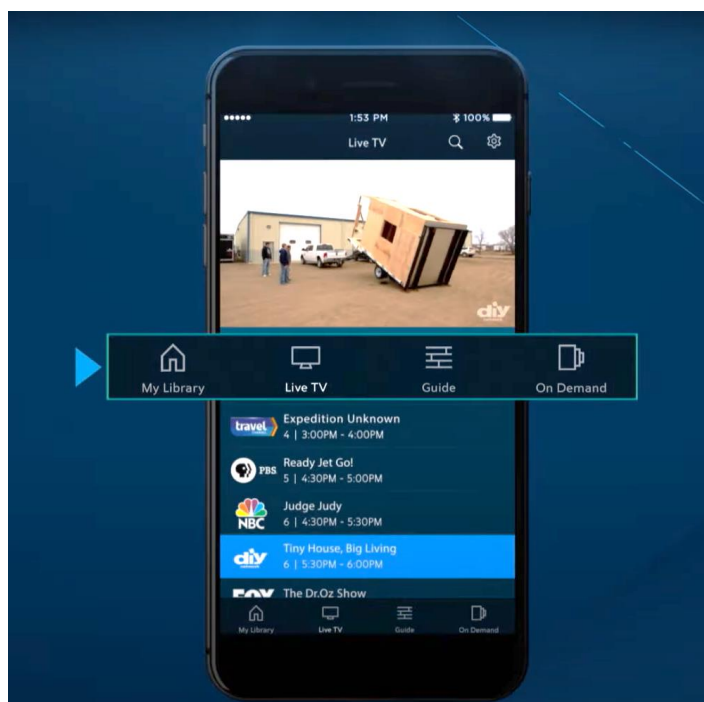 1:53 PM
100%
Live TV
diy
network
My Library
Live TV
Guide
On Demand
travel
Expedition Unknown
4 | 3:00PM - 4:00PM
PBS
Ready Jet Go!
5 | 4:30PM - 5:00PM
NBC
Judge Judy
6 | 4:30PM - 5:30PM
diy
network
Tiny House, Big Living
6 | 5:30PM - 6:00PM
FOX
The Dr.Oz Show
My Library
Live TV
Guide
On Demand